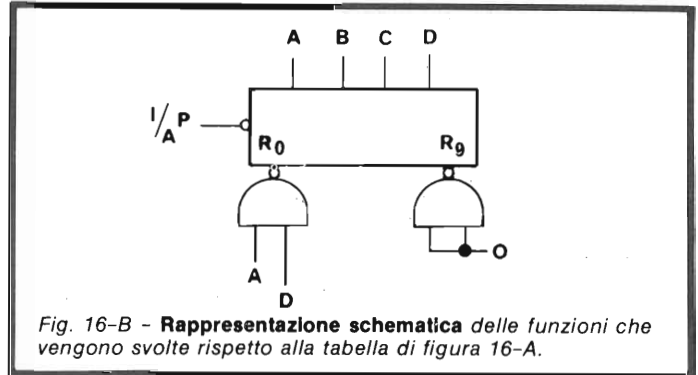 A B C D
I/A P
R0 R9
A
D
O
Fig. 16-B - Rappresentazione schematica delle funzioni che
vengono svolte rispetto alla tabella di figura 16-A.